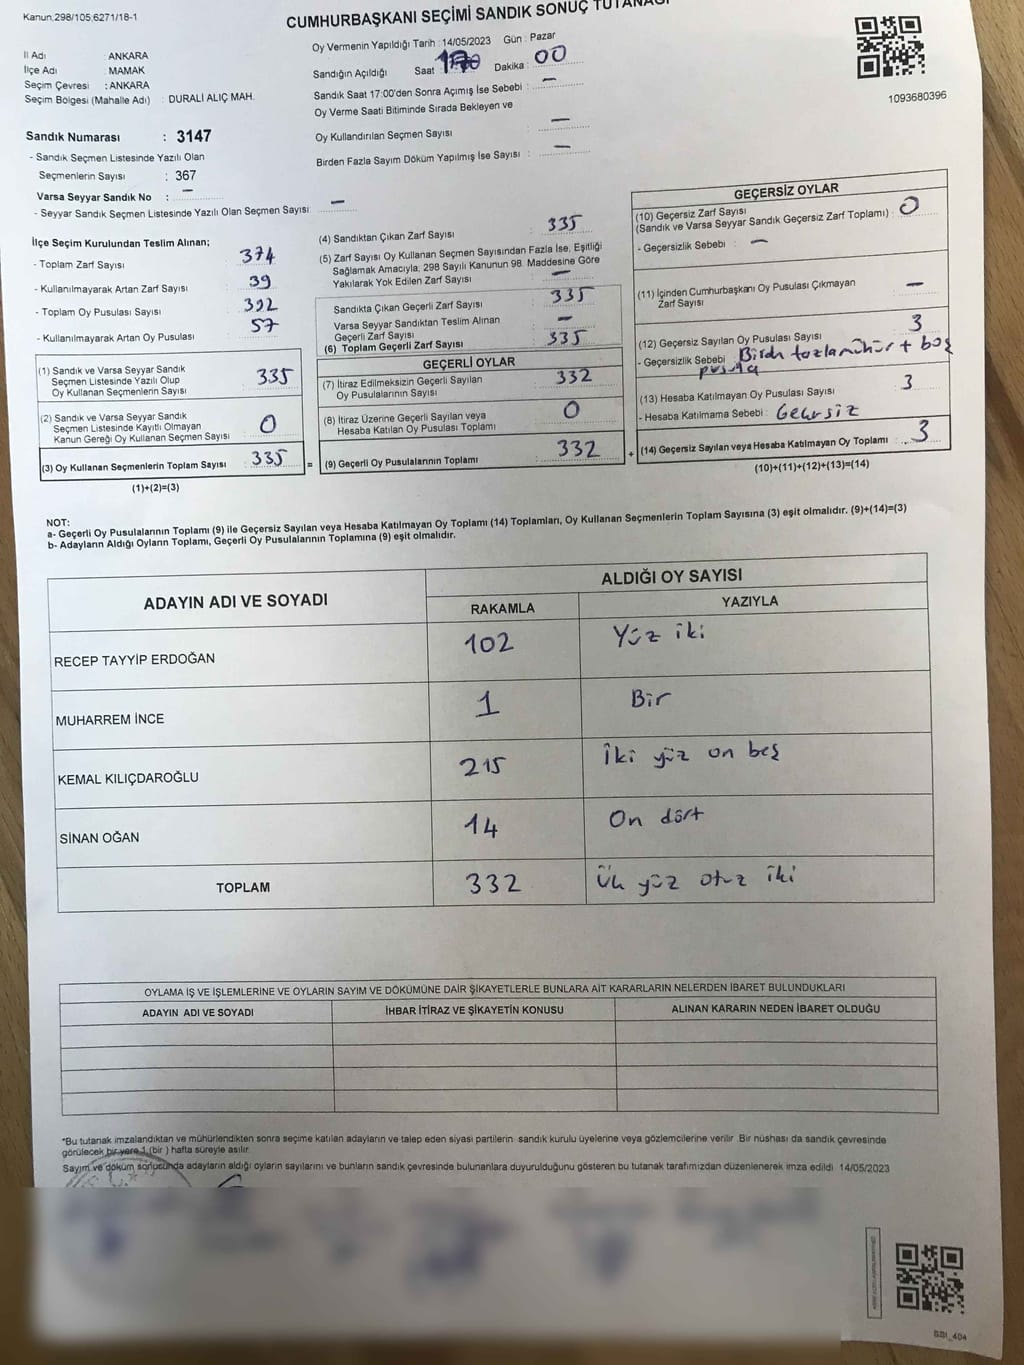 Kanun,298/105,6271/18-1
CUMHURBAŞKANI SEÇİMİ SANDIK SONUÇ TUTANAĞI
İl Adı : ANKARA
İlçe Adı : MAMAK
Seçim Çevresi : ANKARA
Seçim Bölgesi (Mahalle Adı) : DURALİ ALIÇ MAH.
Oy Vermenin Yapıldığı Tarih : 14/05/2023 Gün : Pazar
Sandığın Açıldığı Saat Dakika : 00
Sandık Saat 17:00'den Sonra Açımış İse Sebebi : —
Oy Verme Saati Bitiminde Sırada Bekleyen ve
Oy Kullandırılan Seçmen Sayısı : —
Birden Fazla Sayım Döküm Yapılmış İse Sayısı : —
1093680396
Sandık Numarası : 3147
- Sandık Seçmen Listesinde Yazılı Olan
Seçmenlerin Sayısı : 367
Varsa Seyyar Sandık No : —
- Seyyar Sandık Seçmen Listesinde Yazılı Olan Seçmen Sayısı: —
İlçe Seçim Kurulundan Teslim Alınan;
- Toplam Zarf Sayısı : 374
- Kullanılmayarak Artan Zarf Sayısı : 39
- Toplam Oy Pusulası Sayısı : 392
- Kullanılmayarak Artan Oy Pusulası : 57
(1) Sandık ve Varsa Seyyar Sandık
Seçmen Listesinde Yazılı Olup
Oy Kullanan Seçmenlerin Sayısı : 335
(2) Sandık ve Varsa Seyyar Sandık
Seçmen Listesinde Kayıtlı Olmayan
Kanun Gereği Oy Kullanan Seçmen Sayısı : 0
(3) Oy Kullanan Seçmenlerin Toplam Sayısı : 335
(1)+(2)=(3)
(4) Sandıktan Çıkan Zarf Sayısı : 335
(5) Zarf Sayısı Oy Kullanan Seçmen Sayısından Fazla İse, Eşitliği
Sağlamak Amacıyla, 298 Sayılı Kanunun 98. Maddesine Göre
Yakılarak Yok Edilen Zarf Sayısı : —
Sandıkta Çıkan Geçerli Zarf Sayısı : 335
Varsa Seyyar Sandıktan Teslim Alınan
Geçerli Zarf Sayısı : —
(6) Toplam Geçerli Zarf Sayısı : 335
GEÇERLİ OYLAR
(7) İtiraz Edilmeksizin Geçerli Sayılan
Oy Pusulalarının Sayısı : 332
(8) İtiraz Üzerine Geçerli Sayılan veya
Hesaba Katılan Oy Pusulası Toplamı : 0
= (9) Geçerli Oy Pusulalarının Toplamı : 332
GEÇERSİZ OYLAR
(10) Geçersiz Zarf Sayısı
(Sandık ve Varsa Seyyar Sandık Geçersiz Zarf Toplamı) : 0
- Geçersizlik Sebebi : —
(11) İçinden Cumhurbaşkanı Oy Pusulası Çıkmayan
Zarf Sayısı : —
(12) Geçersiz Sayılan Oy Pusulası Sayısı : 3
- Geçersizlik Sebebi : fazla mühür + boş
pusula
(13) Hesaba Katılmayan Oy Pusulası Sayısı : 3
- Hesaba Katılmama Sebebi :
+ (14) Geçersiz Sayılan veya Hesaba Katılmayan Oy Toplamı : 3
(10)+(11)+(12)+(13)=(14)
NOT:
a- Geçerli Oy Pusulalarının Toplamı (9) ile Geçersiz Sayılan veya Hesaba Katılmayan Oy Toplamı (14) Toplamları, Oy Kullanan Seçmenlerin Toplam Sayısına (3) eşit olmalıdır. (9)+(14)=(3)
b- Adayların Aldığı Oyların Toplamı, Geçerli Oy Pusulalarının Toplamına (9) eşit olmalıdır.
ADAYIN ADI VE SOYADI
ALDIĞI OY SAYISI
RAKAMLA YAZIYLA
RECEP TAYYİP ERDOĞAN 102 Yüz iki
MUHARREM İNCE 1 Bir
KEMAL KILIÇDAROĞLU 215 İki yüz on beş
SİNAN OĞAN 14 On dört
TOPLAM 332 Üç yüz otuz iki
OYLAMA İŞ VE İŞLEMLERİNE VE OYLARIN SAYIM VE DÖKÜMÜNE DAİR ŞİKAYETLERLE BUNLARA AİT KARARLARIN NELERDEN İBARET BULUNDUKLARI
ADAYIN ADI VE SOYADI
İHBAR İTİRAZ VE ŞİKAYETİN KONUSU
ALINAN KARARIN NEDEN İBARET OLDUĞU
*Bu tutanak imzalandıktan ve mühürlendikten sonra seçime katılan adayların ve talep eden siyasi partilerin sandık kurulu üyelerine veya gözlemcilerine verilir. Bir nüshası da sandık çevresinde
görülecek bir yere 1 (bir) hafta süreyle asılır.
Sayım ve döküm sonucunda adayların aldığı oyların sayılarını ve bunların sandık çevresinde bulunanlara duyurulduğunu gösteren bu tutanak tarafımızdan düzenlenerek imza edildi. 14/05/2023